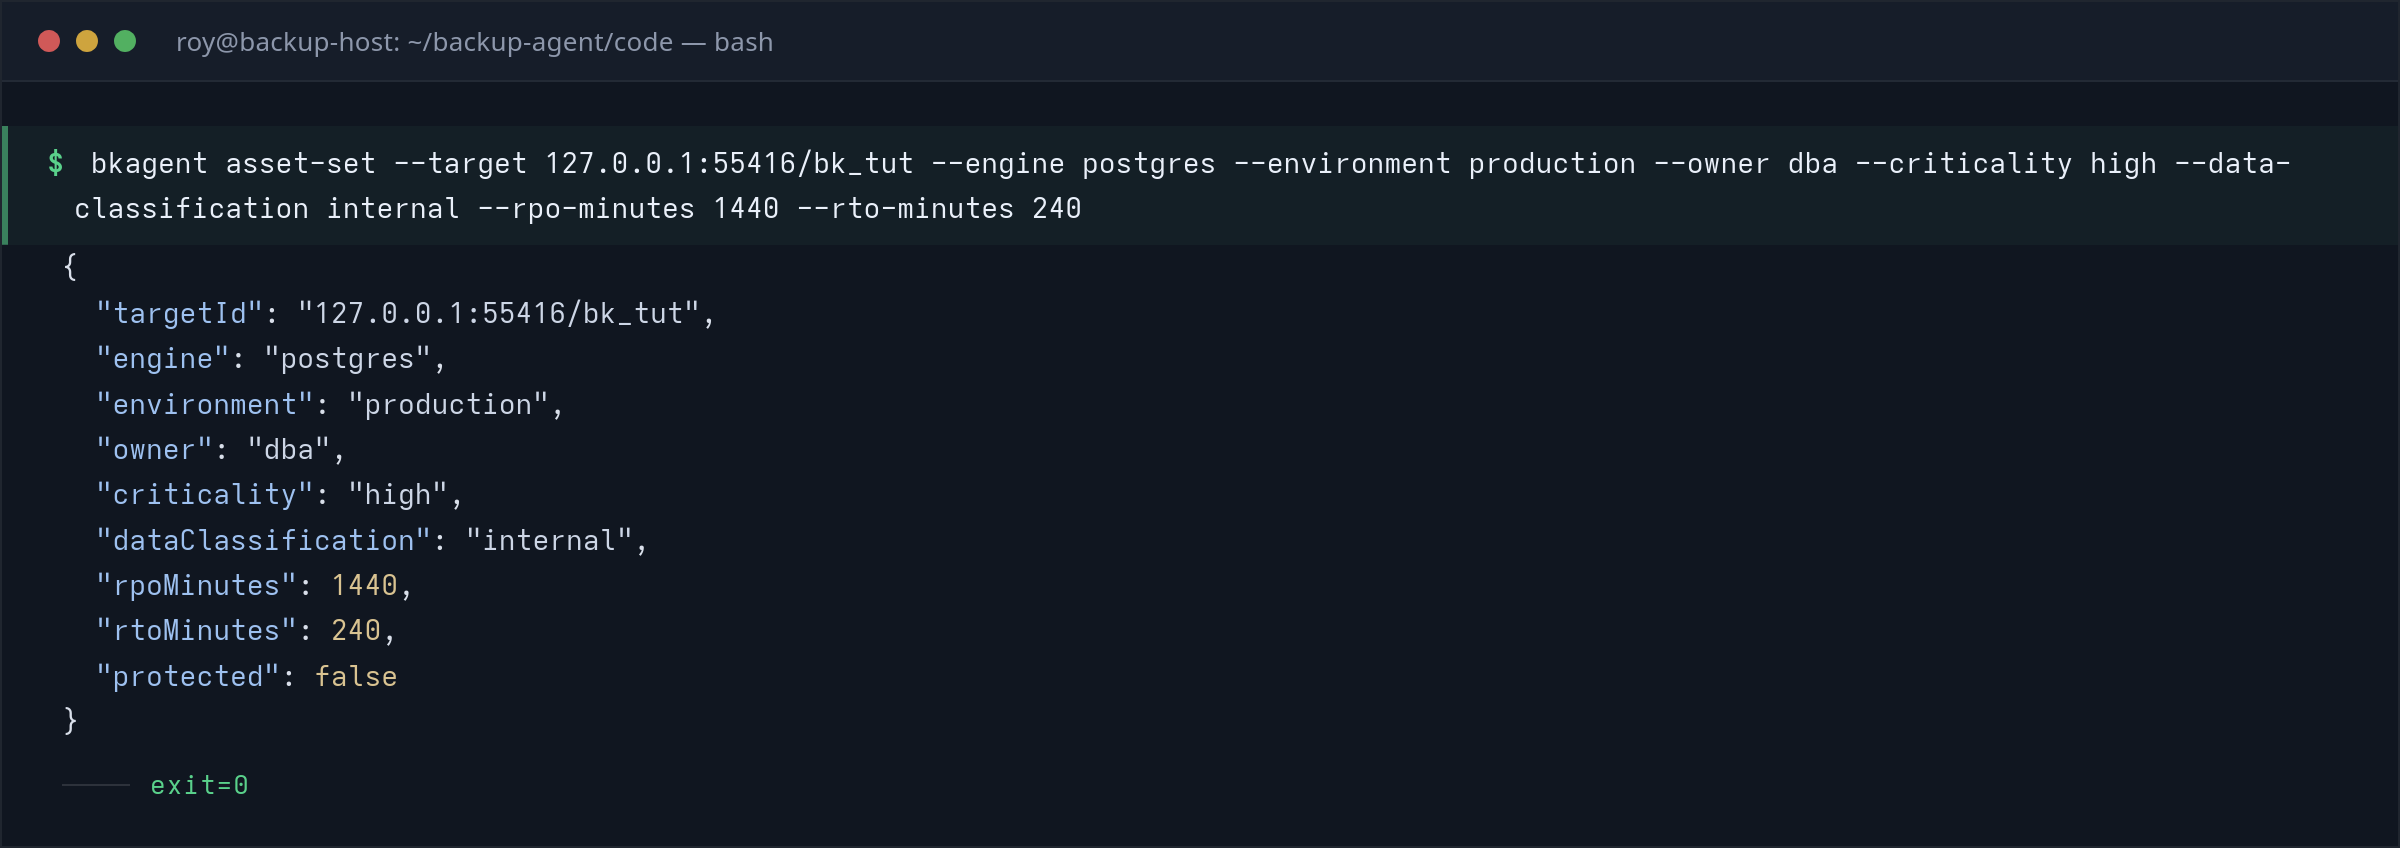 roy@backup-host: ~/backup-agent/code — bash
$ bkagent asset-set --target 127.0.0.1:55416/bk_tut --engine postgres --environment production --owner dba --criticality high --data-
classification internal --rpo-minutes 1440 --rto-minutes 240
{
  "targetId": "127.0.0.1:55416/bk_tut",
  "engine": "postgres",
  "environment": "production",
  "owner": "dba",
  "criticality": "high",
  "dataClassification": "internal",
  "rpoMinutes": 1440,
  "rtoMinutes": 240,
  "protected": false
}
exit=0